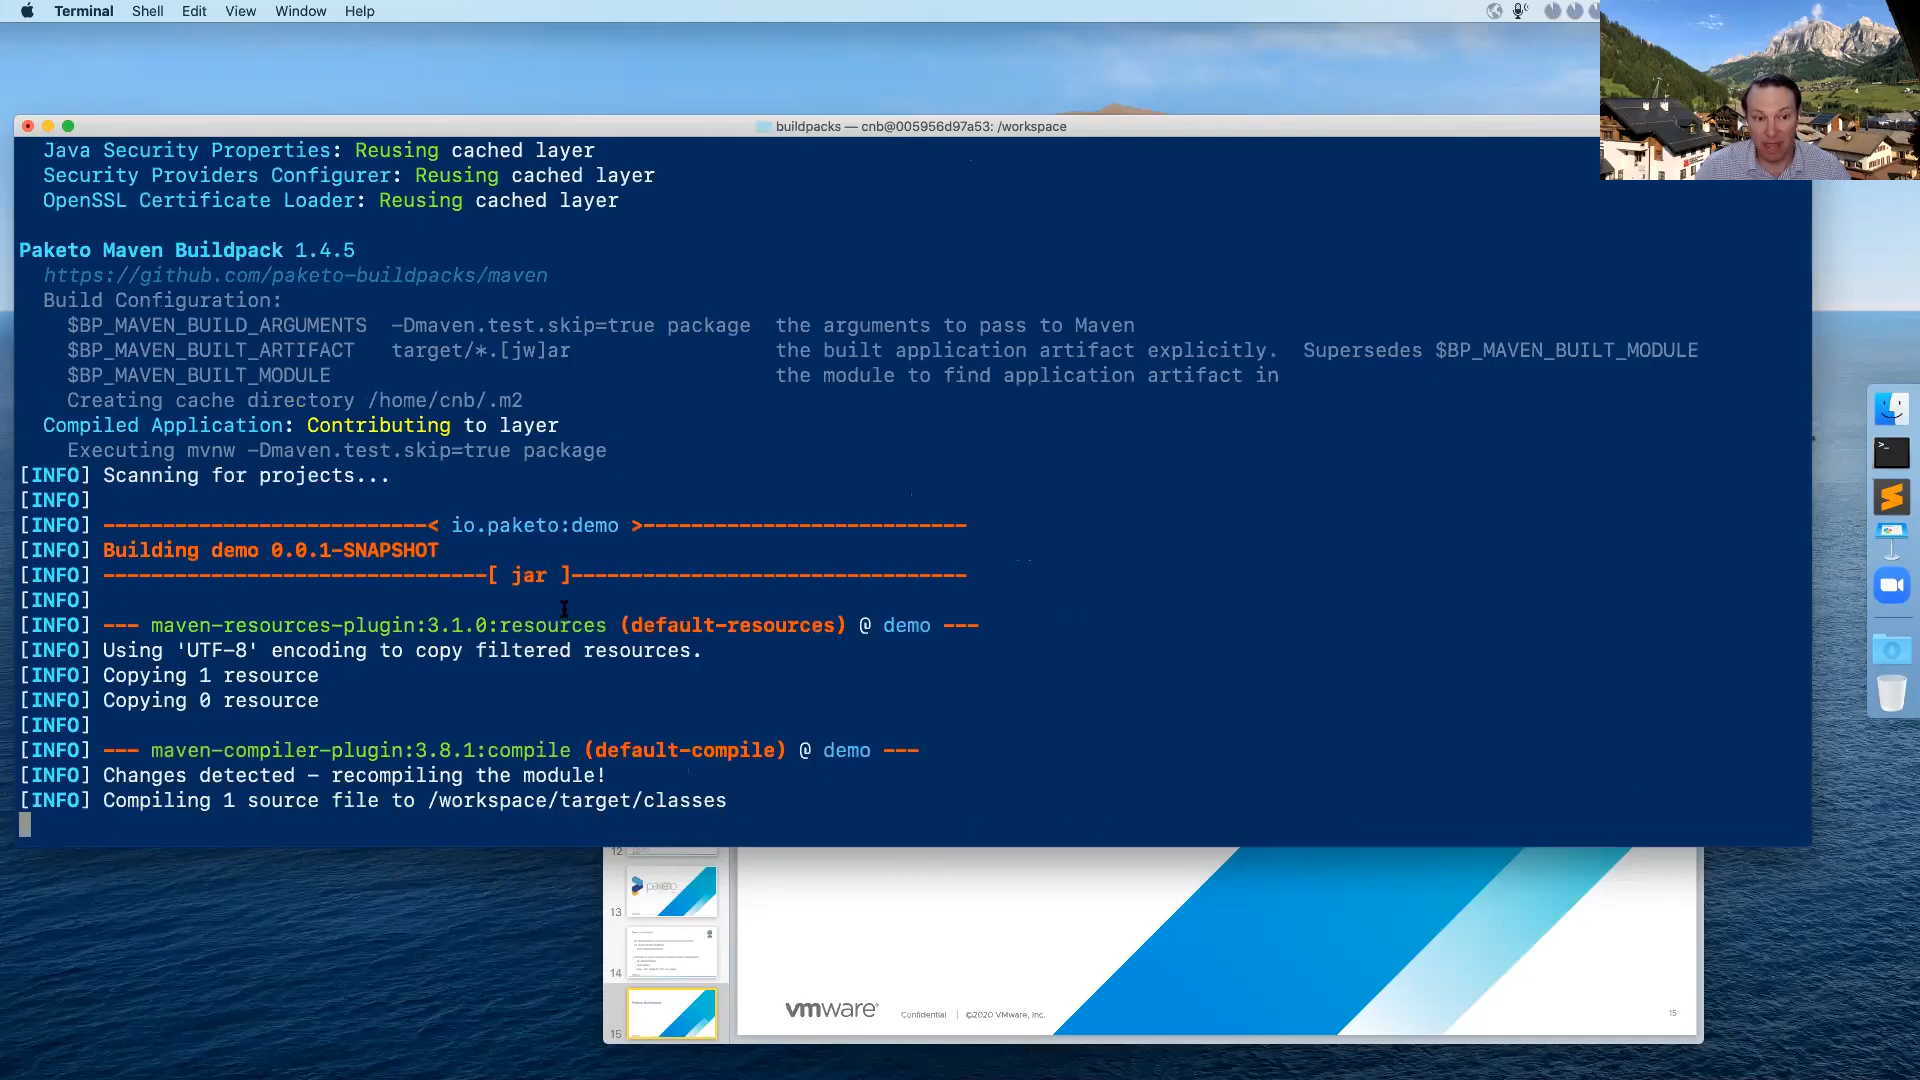 Terminal Shell Edit View Window Help
buildpacks — cnb@005956d97a53: /workspace
Java Security Properties: Reusing cached layer
Security Providers Configurer: Reusing cached layer
OpenSSL Certificate Loader: Reusing cached layer
Paketo Maven Buildpack 1.4.5
https://github.com/paketo-buildpacks/maven
Build Configuration:
$BP_MAVEN_BUILD_ARGUMENTS -Dmaven.test.skip=true package the arguments to pass to Maven
$BP_MAVEN_BUILT_ARTIFACT target/*.[jw]ar the built application artifact explicitly. Supersedes $BP_MAVEN_BUILT_MODULE
$BP_MAVEN_BUILT_MODULE the module to find application artifact in
Creating cache directory /home/cnb/.m2
Compiled Application: Contributing to layer
Executing mvnw -Dmaven.test.skip=true package
[INFO] Scanning for projects...
[INFO]
[INFO] ---------------------------< io.paketo:demo >---------------------------
[INFO] Building demo 0.0.1-SNAPSHOT
[INFO] --------------------------------[ jar ]---------------------------------
[INFO]
[INFO] --- maven-resources-plugin:3.1.0:resources (default-resources) @ demo ---
[INFO] Using 'UTF-8' encoding to copy filtered resources.
[INFO] Copying 1 resource
[INFO] Copying 0 resource
[INFO]
[INFO] --- maven-compiler-plugin:3.8.1:compile (default-compile) @ demo ---
[INFO] Changes detected - recompiling the module!
[INFO] Compiling 1 source file to /workspace/target/classes
12
paketo
13
14
15
vmware® Confidential | ©2020 VMware, Inc. 15